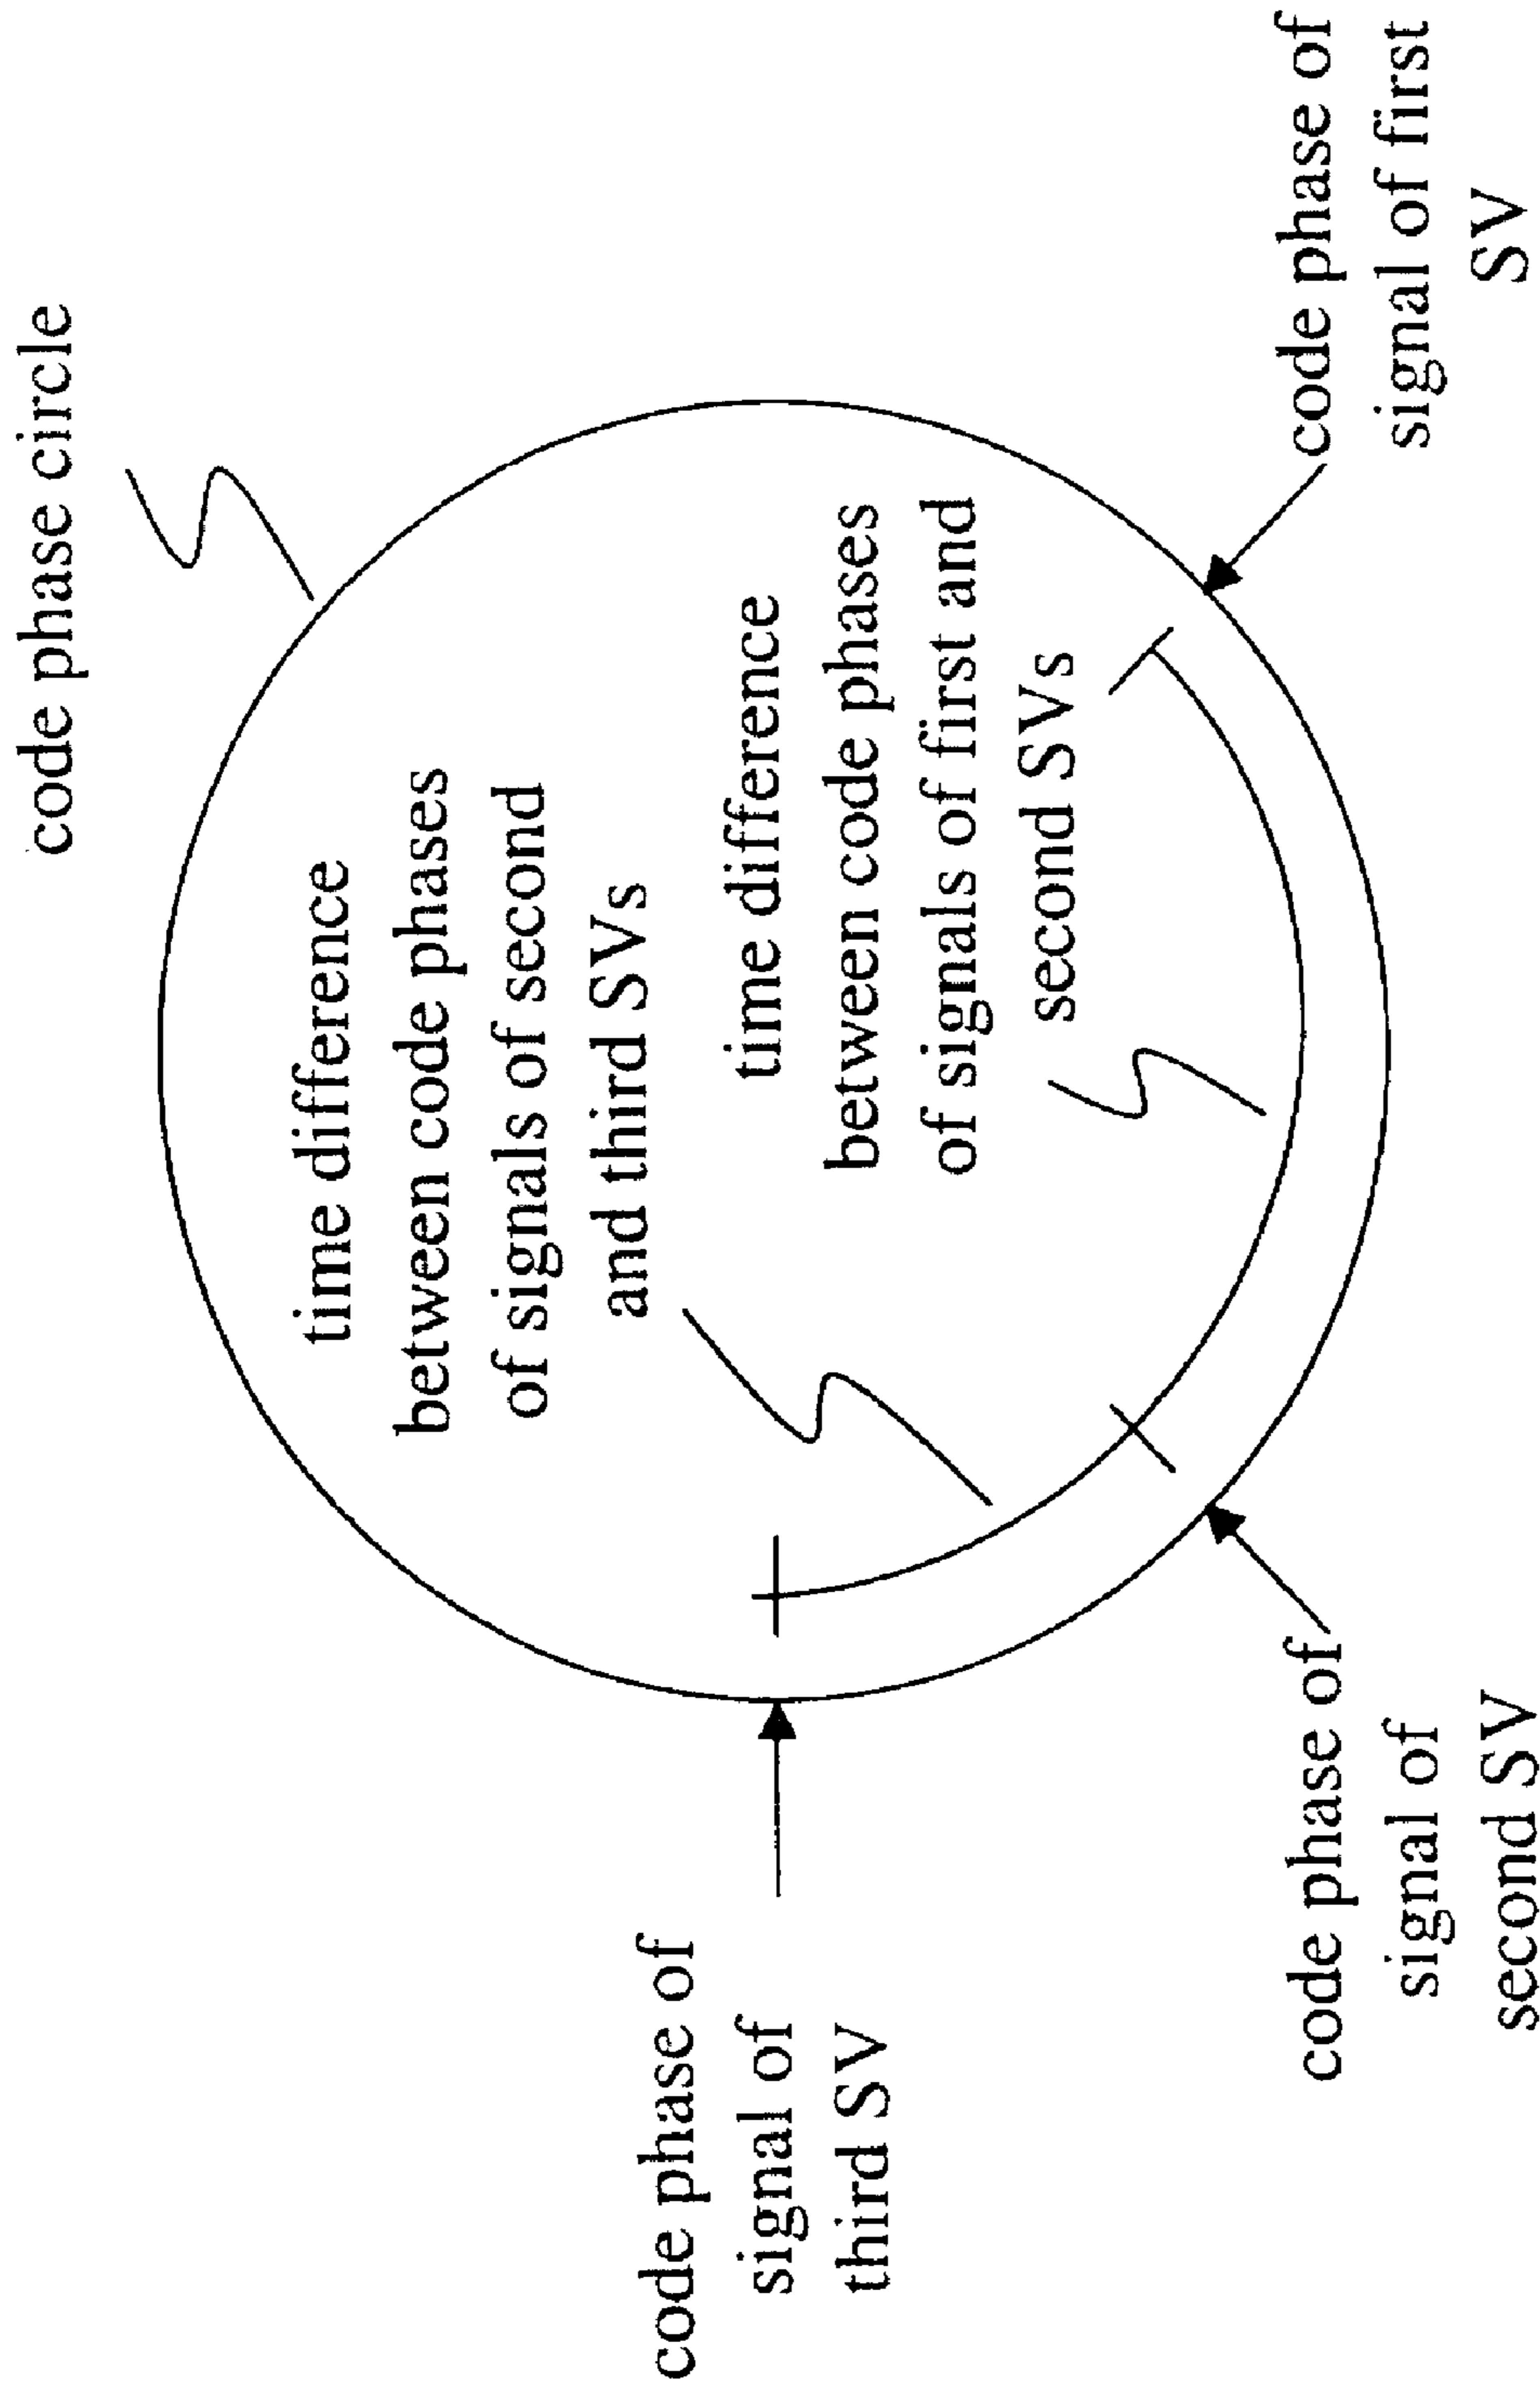 code phase circle
time difference
between code phases
of signals of second
and third SVs
time difference
between code phases
of signals of first and
second SVs
code phase of
signal of
third SV
code phase of
signal of
second SV
code phase of
signal of first
SV